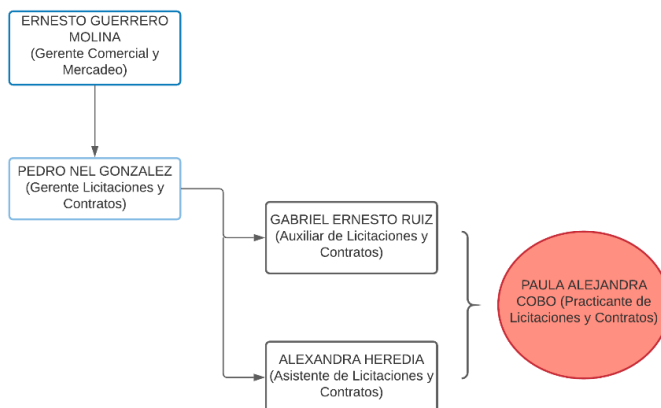 ERNESTO GUERRERO
MOLINA
(Gerente Comercial y
Mercadeo)
PEDRO NEL GONZALEZ
(Gerente Licitaciones y
Contratos)
GABRIEL ERNESTO RUIZ
(Auxiliar de Licitaciones y
Contratos)
ALEXANDRA HEREDIA
(Asistente de Licitaciones y
Contratos)
PAULA ALEJANDRA
COBO (Practicante de
Licitaciones y Contratos)